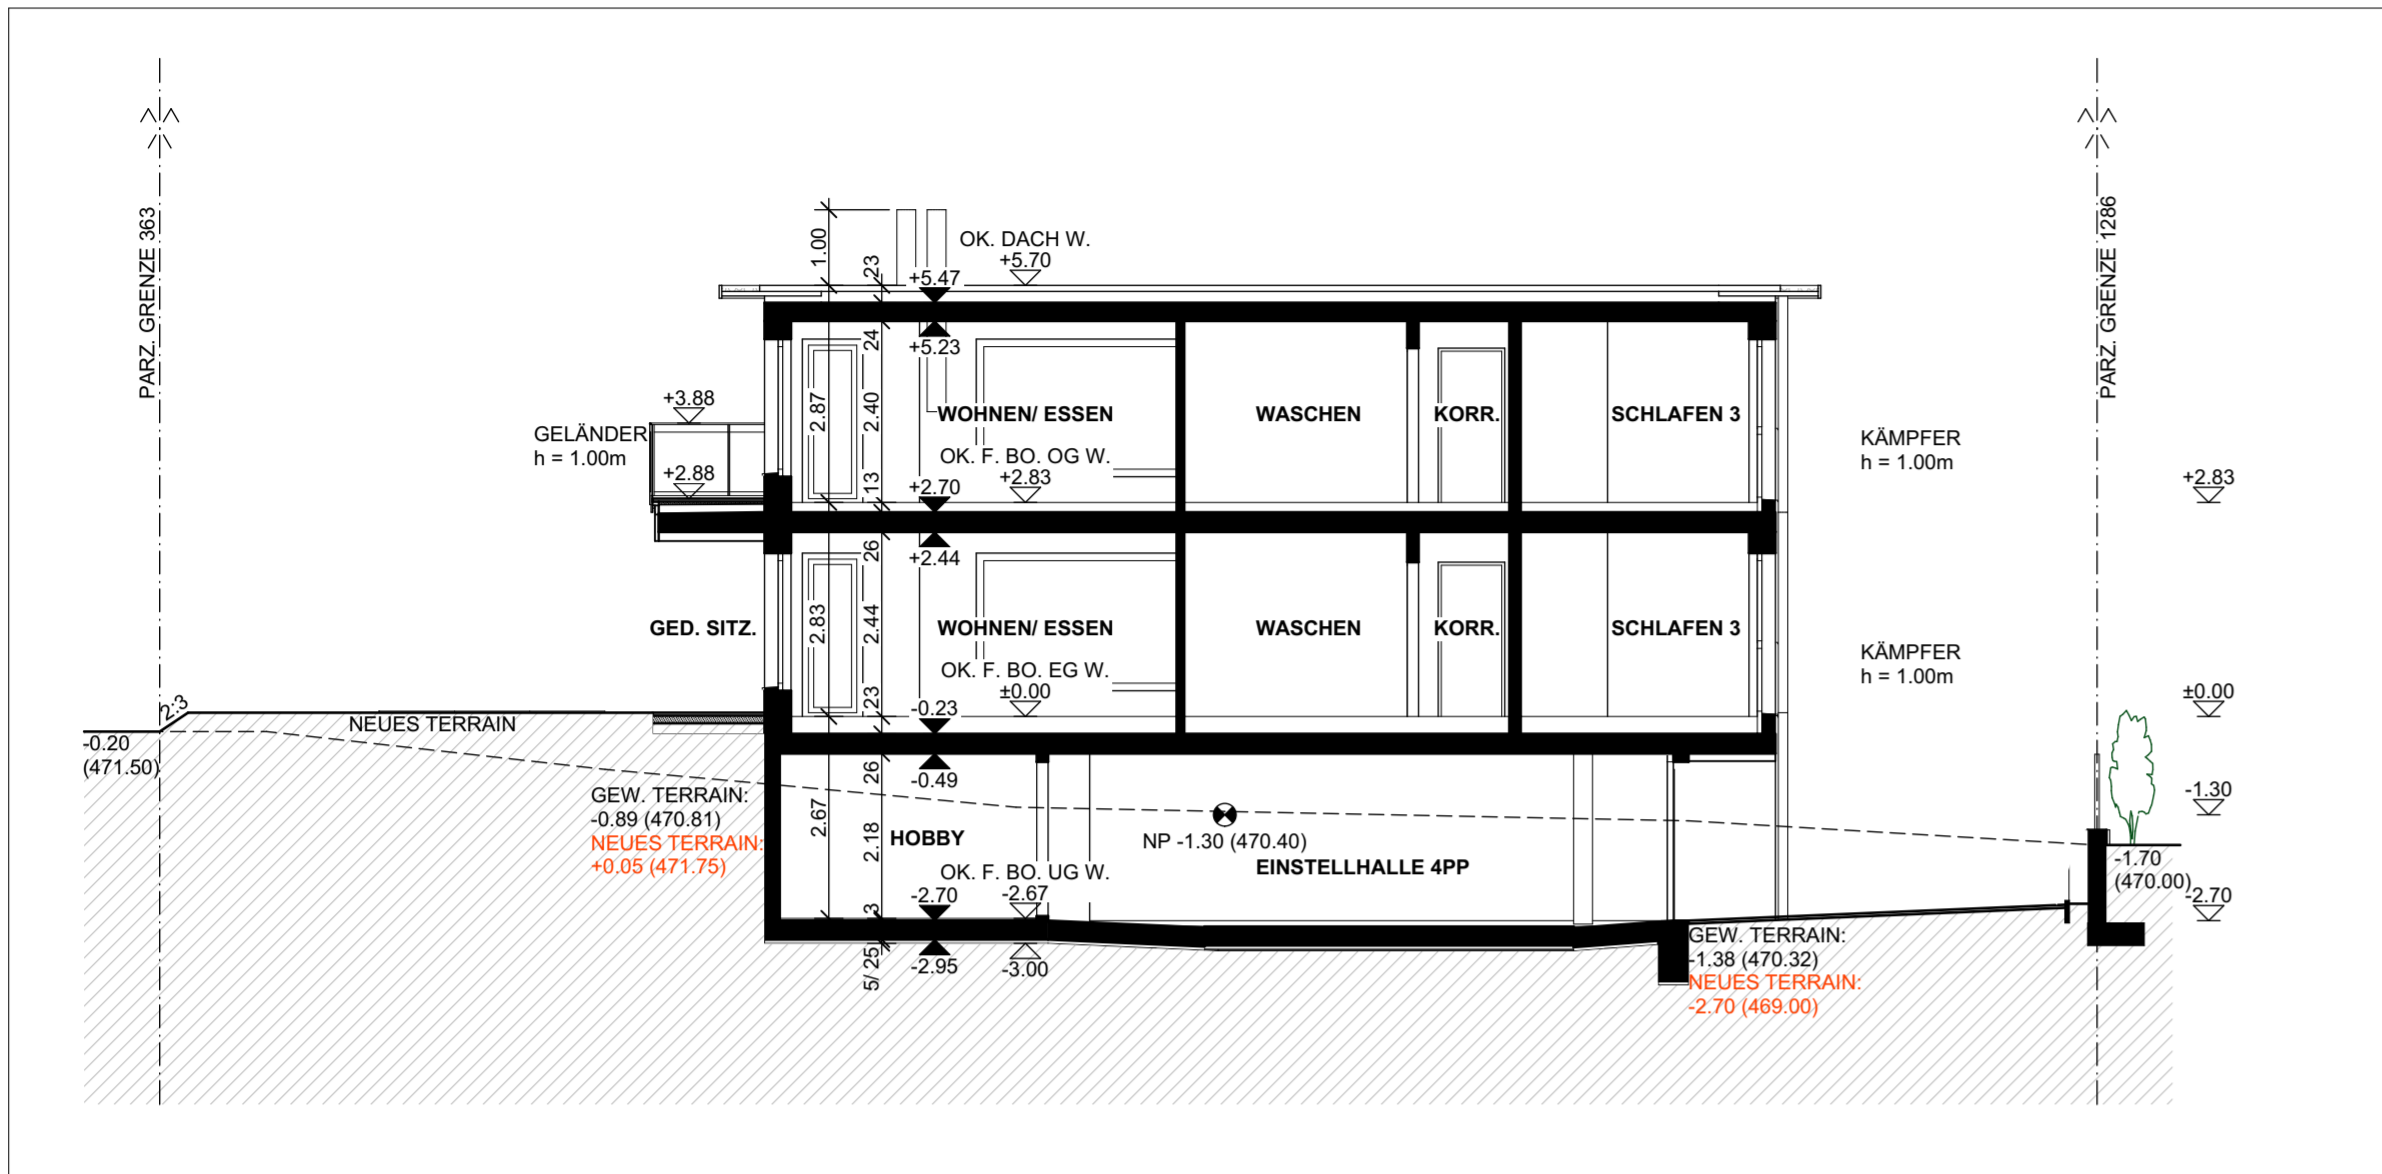 PARZ. GRENZE 363
PARZ. GRENZE 1286
1.00
23
OK. DACH W.
+5.70
+5.47
+5.23
24
2.87
2.40
13
+3.88
+2.88
GELÄNDER
h = 1.00m
WOHNEN/ ESSEN
WASCHEN
KORR.
SCHLAFEN 3
OK. F. BO. OG W.
+2.83
+2.70
+2.44
KÄMPFER
h = 1.00m
+2.83
26
2.83
2.44
23
GED. SITZ.
WOHNEN/ ESSEN
WASCHEN
KORR.
SCHLAFEN 3
OK. F. BO. EG W.
±0.00
-0.23
-0.49
KÄMPFER
h = 1.00m
±0.00
2:3
NEUES TERRAIN
-0.20
(471.50)
GEW. TERRAIN:
-0.89 (470.81)
NEUES TERRAIN:
+0.05 (471.75)
26
2.67
2.18
3
5/ 25
HOBBY
OK. F. BO. UG W.
-2.70
-2.67
-2.95
-3.00
NP -1.30 (470.40)
EINSTELLHALLE 4PP
-1.30
-1.70
(470.00)
-2.70
GEW. TERRAIN:
-1.38 (470.32)
NEUES TERRAIN:
-2.70 (469.00)